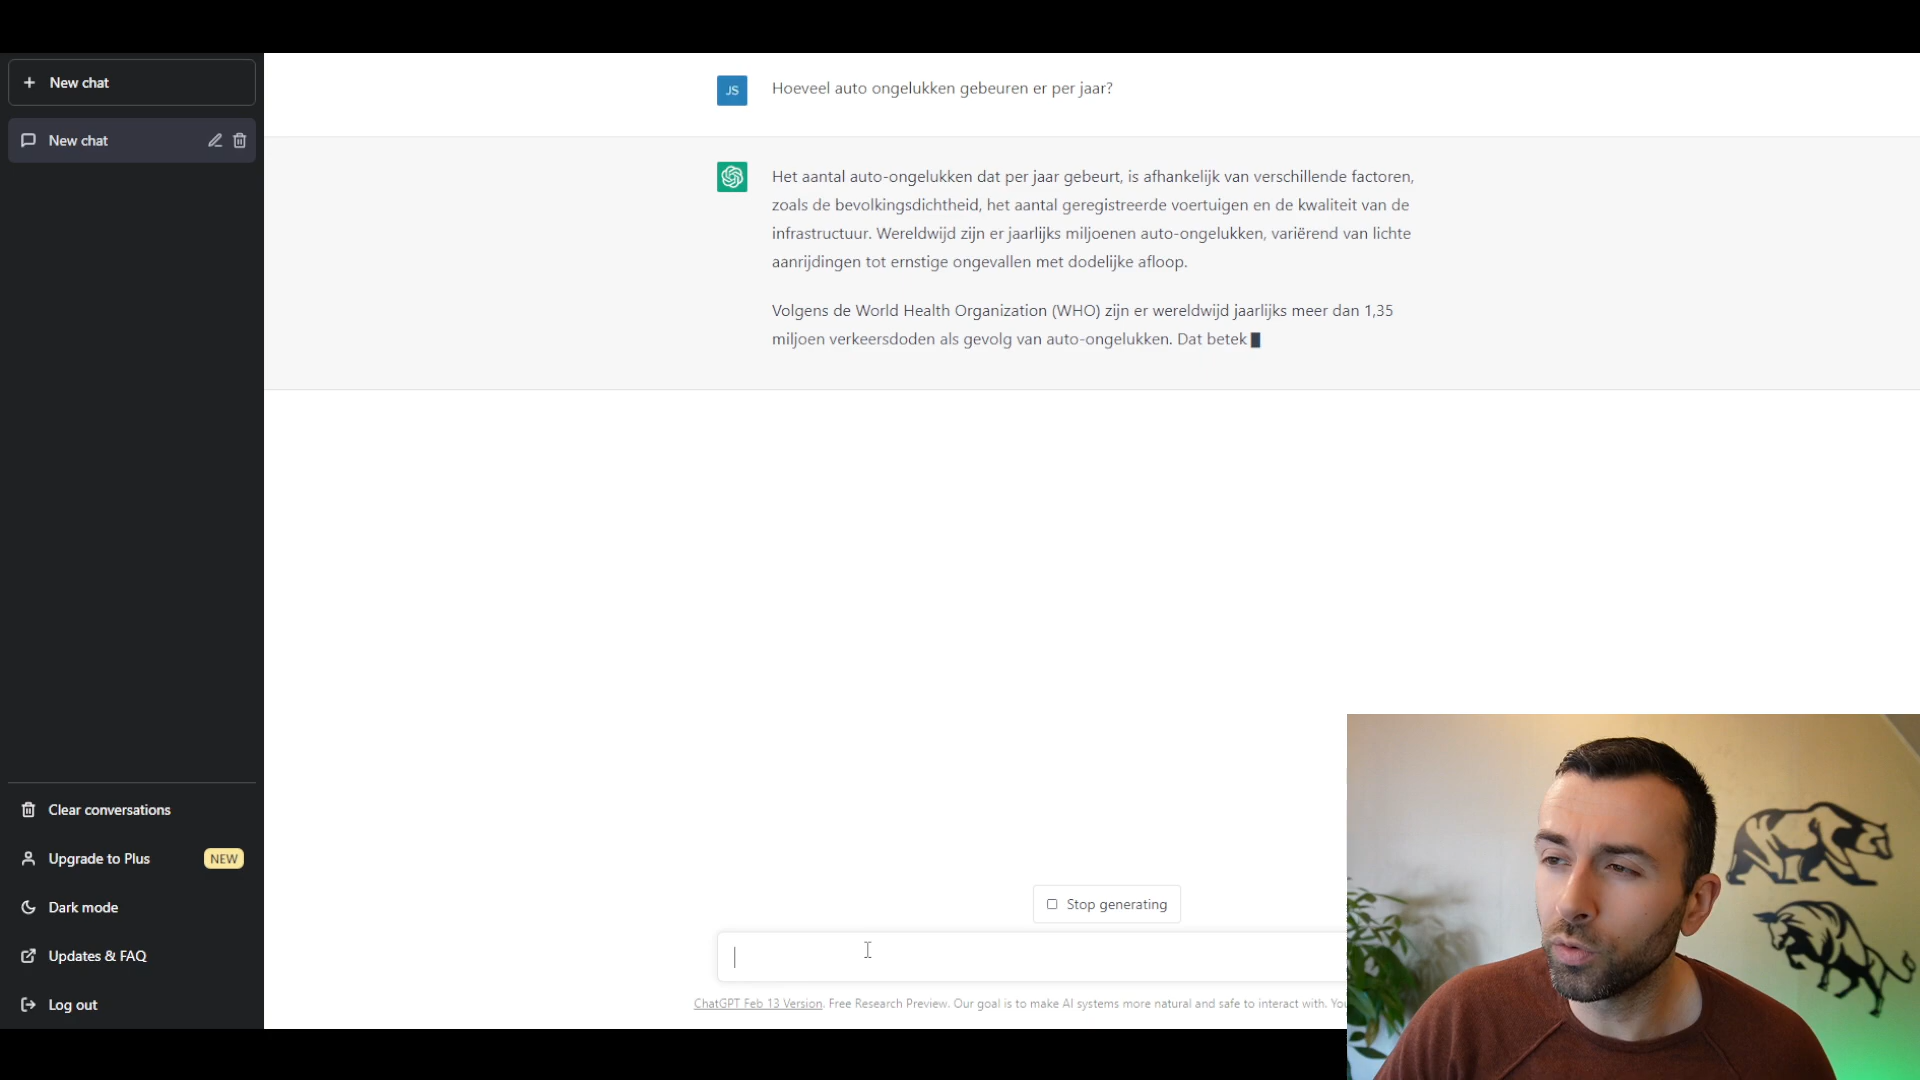 New chat
New chat
JS
Hoeveel auto ongelukken gebeuren er per jaar?
Het aantal auto-ongelukken dat per jaar gebeurt, is afhankelijk van verschillende factoren,
zoals de bevolkingsdichtheid, het aantal geregistreerde voertuigen en de kwaliteit van de
infrastructuur. Wereldwijd zijn er jaarlijks miljoenen auto-ongelukken, variërend van lichte
aanrijdingen tot ernstige ongevallen met dodelijke afloop.
Volgens de World Health Organization (WHO) zijn er wereldwijd jaarlijks meer dan 1,35
miljoen verkeersdoden als gevolg van auto-ongelukken. Dat betek
Clear conversations
Upgrade to Plus NEW
Dark mode
Updates & FAQ
Log out
Stop generating
ChatGPT Feb 13 Version. Free Research Preview. Our goal is to make AI systems more natural and safe to interact with.